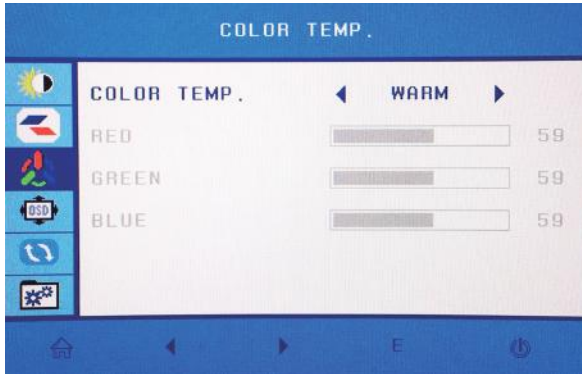 COLOR TEMP.
COLOR TEMP. WARM
RED 59
GREEN 59
BLUE 59
OSD
E